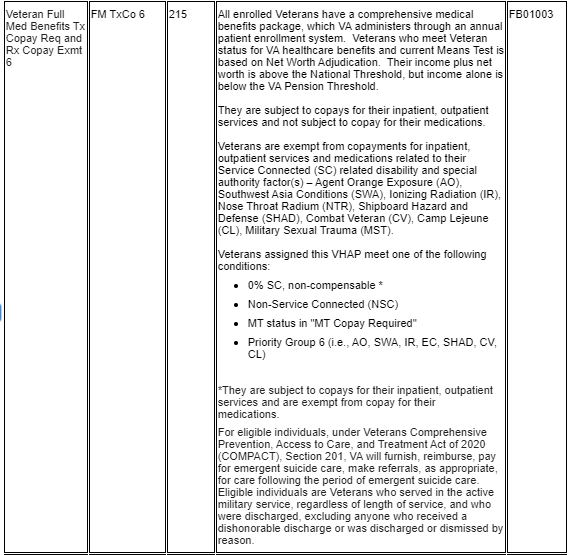 Veteran Full
Med Benefits Tx
Copay Req and
Rx Copay Exmt
6
FM TxCo 6
215
All enrolled Veterans have a comprehensive medical
benefits package, which VA administers through an annual
patient enrollment system.  Veterans who meet Veteran
status for VA healthcare benefits and current Means Test is
based on Net Worth Adjudication.  Their income plus net
worth is above the National Threshold, but income alone is
below the VA Pension Threshold.
They are subject to copays for their inpatient, outpatient
services and not subject to copay for their medications.
Veterans are exempt from copayments for inpatient,
outpatient services and medications related to their
Service Connected (SC) related disability and special
authority factor(s) – Agent Orange Exposure (AO),
Southwest Asia Conditions (SWA), Ionizing Radiation (IR),
Nose Throat Radium (NTR), Shipboard Hazard and
Defense (SHAD), Combat Veteran (CV), Camp Lejeune
(CL), Military Sexual Trauma (MST).
Veterans assigned this VHAP meet one of the following
conditions:
• 0% SC, non-compensable *
• Non-Service Connected (NSC)
• MT status in "MT Copay Required"
• Priority Group 6 (i.e., AO, SWA, IR, EC, SHAD, CV,
CL)
*They are subject to copays for their inpatient, outpatient
services and are exempt from copay for their
medications.
For eligible individuals, under Veterans Comprehensive
Prevention, Access to Care, and Treatment Act of 2020
(COMPACT), Section 201, VA will furnish, reimburse, pay
for emergent suicide care, make referrals, as appropriate,
for care following the period of emergent suicide care.
Eligible individuals are Veterans who served in the active
military service, regardless of length of service, and who
were discharged, excluding anyone who received a
dishonorable discharge or was discharged or dismissed by
reason.
FB01003